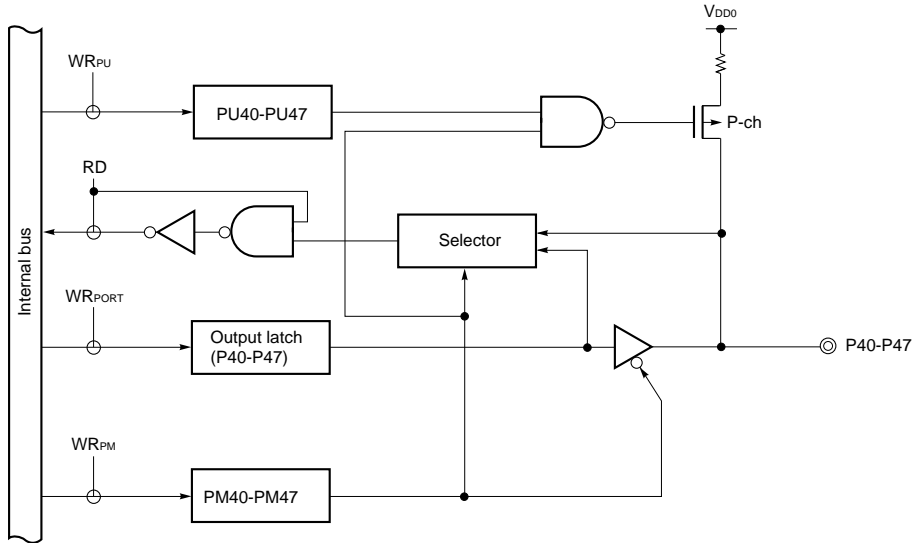 VDD0
WRPU
PU40-PU47
P-ch
RD
Selector
Internal bus
WRPORT
Output latch
(P40-P47)
P40-P47
WRPM
PM40-PM47